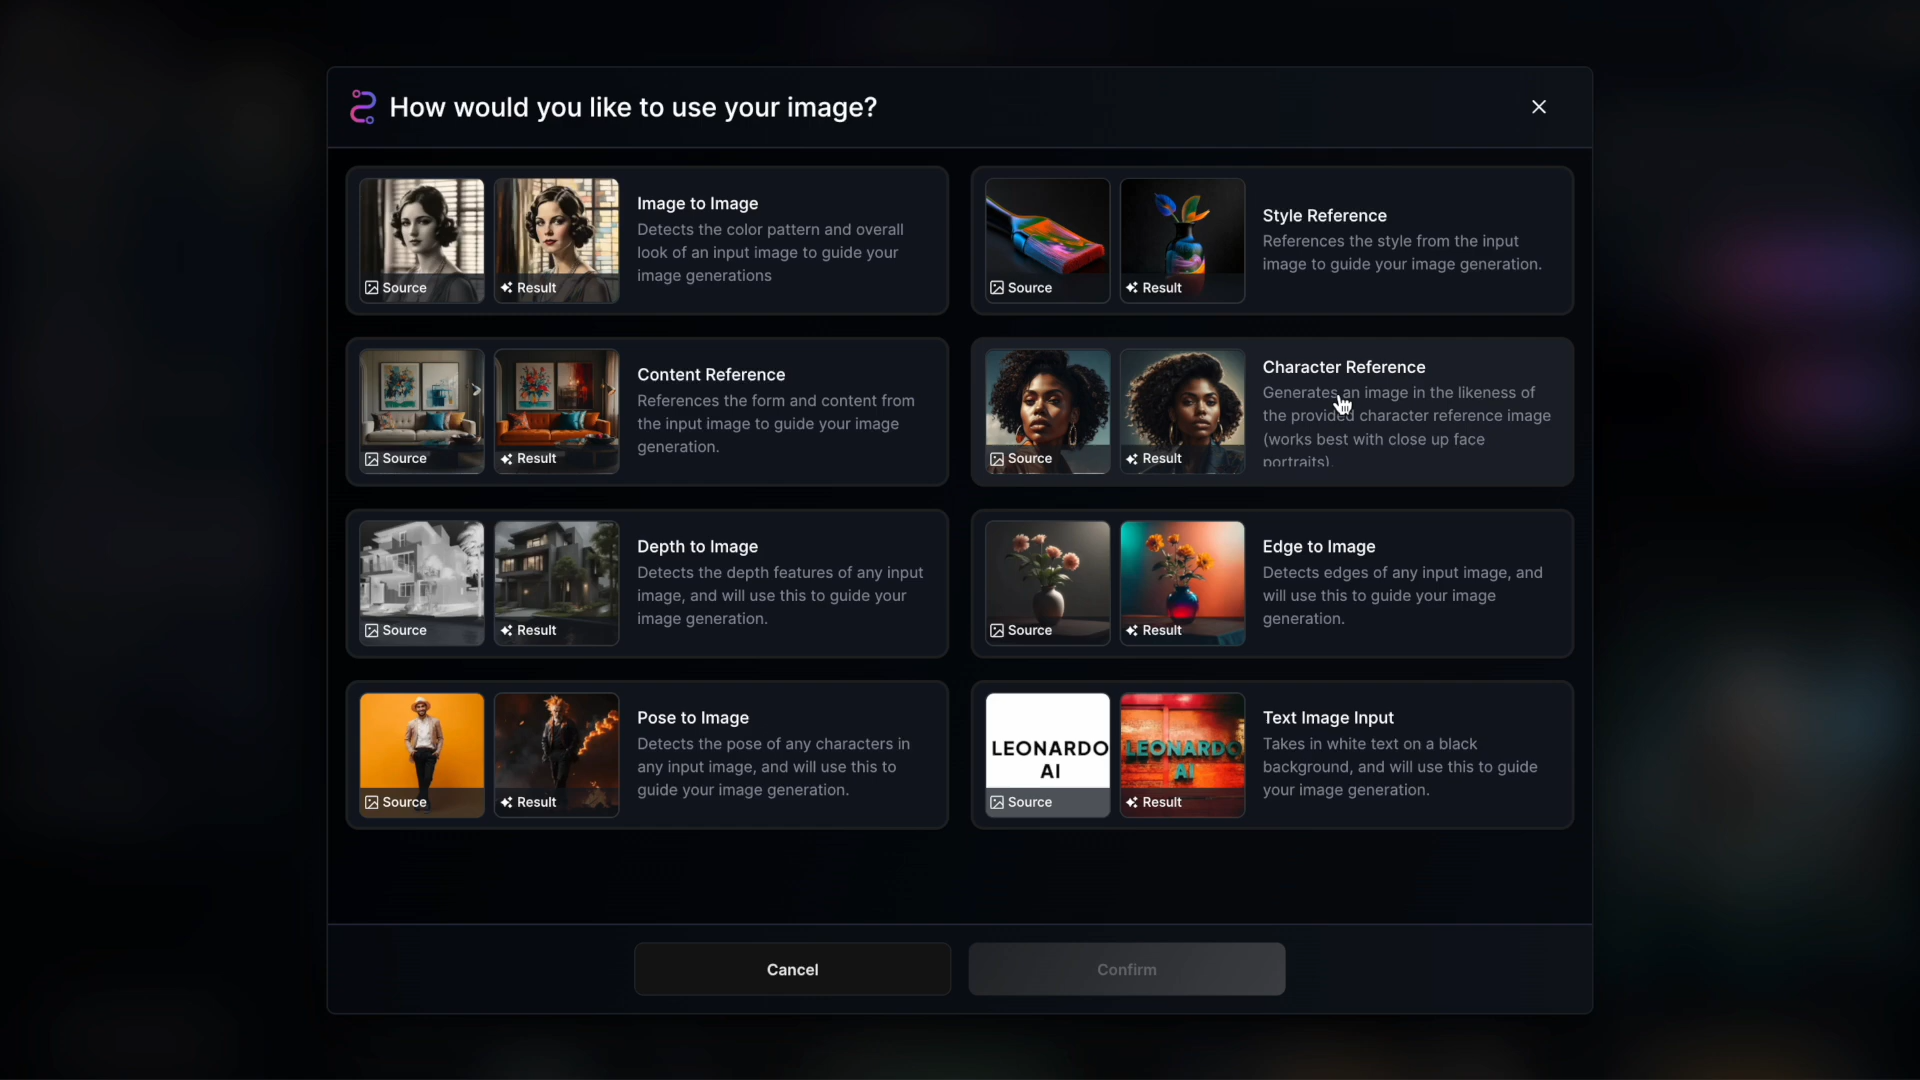 How would you like to use your image?
Source
Result
Image to Image
Detects the color pattern and overall
look of an input image to guide your
image generations
Source
Result
Style Reference
References the style from the input
image to guide your image generation.
Source
Result
Content Reference
References the form and content from
the input image to guide your image
generation.
Source
Result
Character Reference
Generates an image in the likeness of
the provided character reference image
(works best with close up face
portraits).
Source
Result
Depth to Image
Detects the depth features of any input
image, and will use this to guide your
image generation.
Source
Result
Edge to Image
Detects edges of any input image, and
will use this to guide your image
generation.
Source
Result
Pose to Image
Detects the pose of any characters in
any input image, and will use this to
guide your image generation.
LEONARDO
AI
Source
LEONARDO
AI
Result
Text Image Input
Takes in white text on a black
background, and will use this to guide
your image generation.
Cancel
Confirm